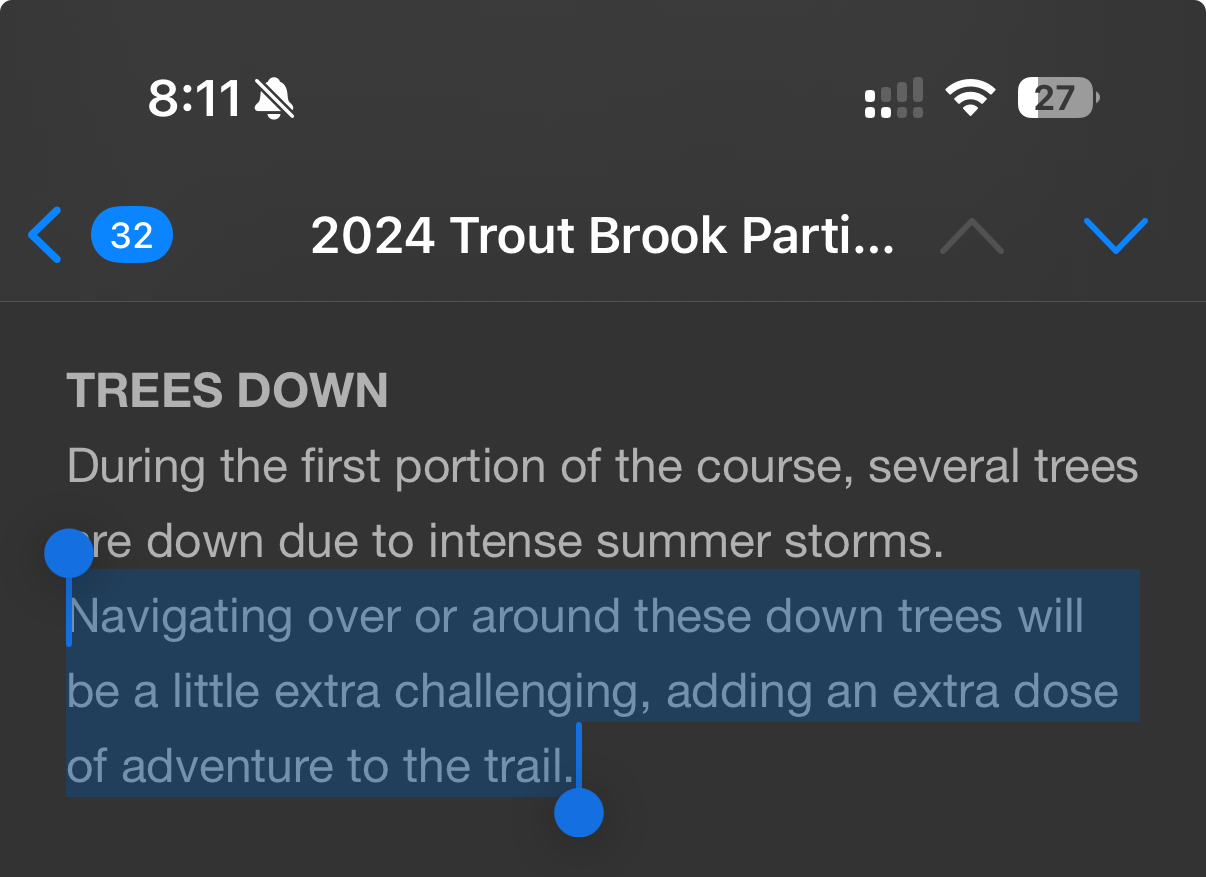 8:11
27
32
2024 Trout Brook Parti...
TREES DOWN
During the first portion of the course, several trees
are down due to intense summer storms.
Navigating over or around these down trees will
be a little extra challenging, adding an extra dose
of adventure to the trail.